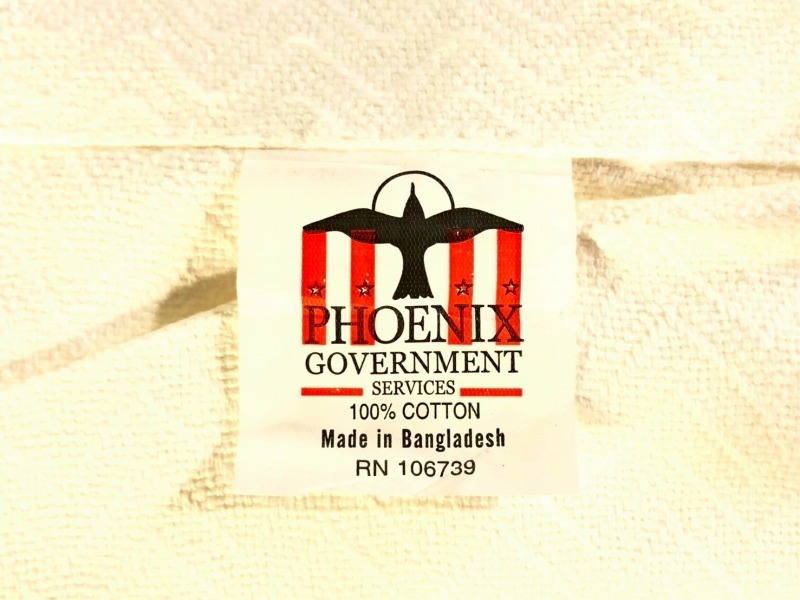 PHOENIX
GOVERNMENT
SERVICES
100% COTTON
Made in Bangladesh
RN 106739